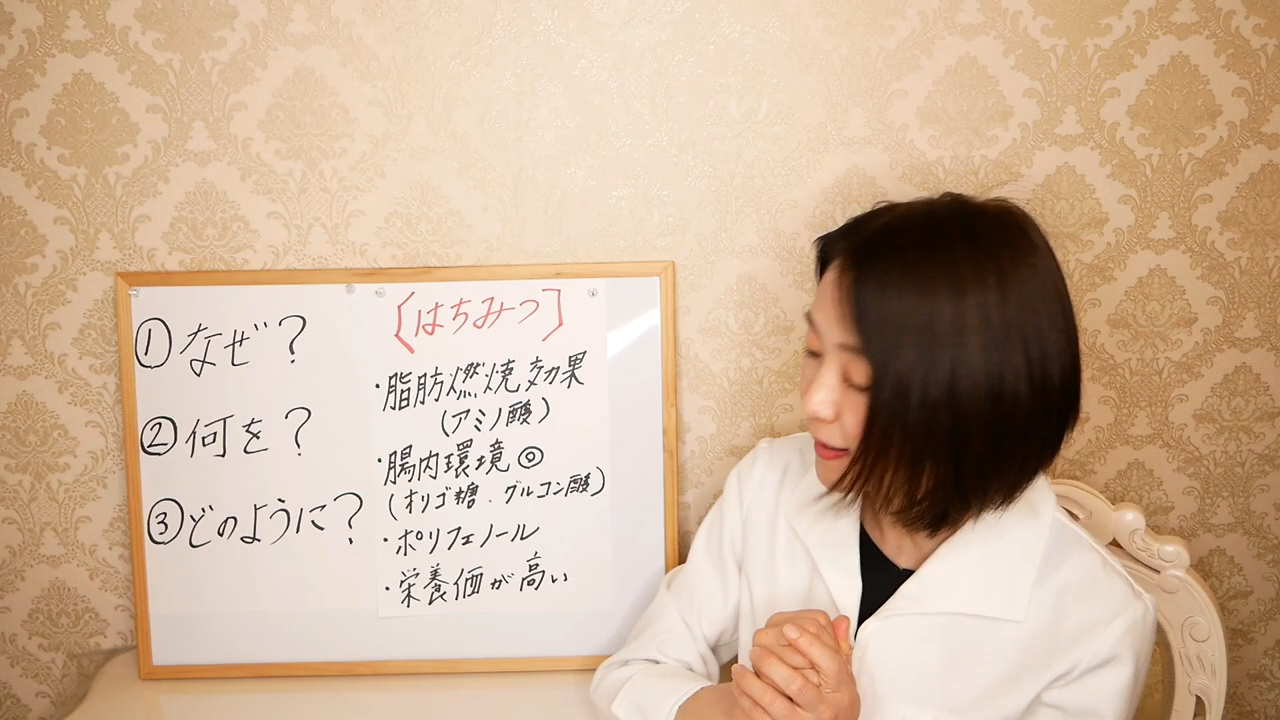 ①なぜ？
②何を？
③どのように？
［はちみつ］
・脂肪燃焼効果
（アミノ酸）
・腸内環境◎
（オリゴ糖、グルコン酸）
・ポリフェノール
・栄養価が高い